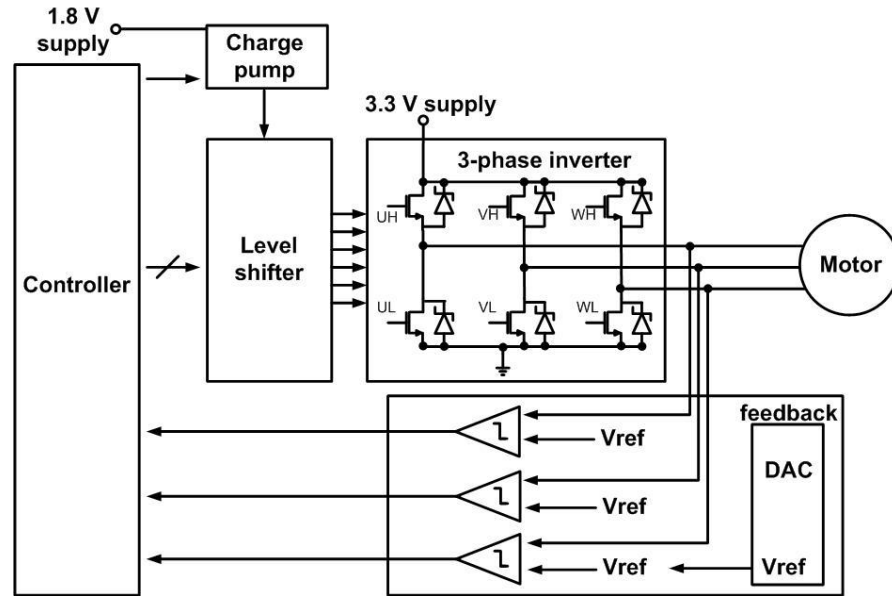 1.8 V
supply
Charge
pump
3.3 V supply
3-phase inverter
UH
VH
WH
Level
shifter
Controller
Motor
UL
VL
WL
feedback
Vref
DAC
Vref
Vref
Vref